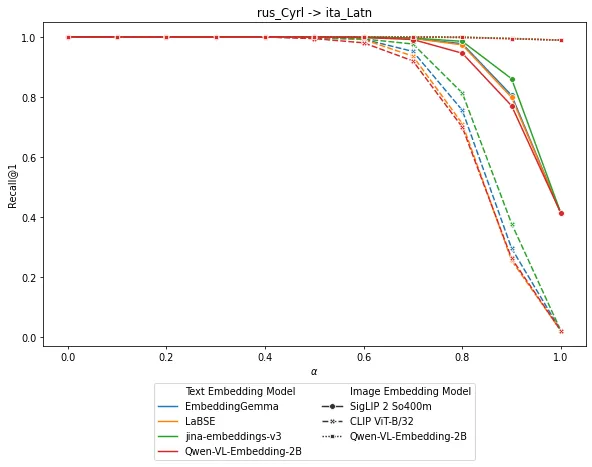 rus_Cyrl -> ita_Latn
Recall@1
1.0
0.8
0.6
0.4
0.2
0.0
0.0 0.2 0.4 0.6 0.8 1.0
α
Text Embedding Model
EmbeddingGemma
LaBSE
jina-embeddings-v3
Qwen-VL-Embedding-2B
Image Embedding Model
SigLIP 2 So400m
CLIP ViT-B/32
Qwen-VL-Embedding-2B